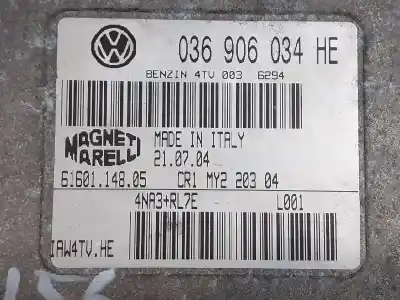 036 906 034 HE
BENZIN 4TV 003 6294
MAGNETI MARELLI
MADE IN ITALY
21.07.04
61601.148.05 CR1 MY2 203 04
4NA3+RL7E L001
IAW4TV.HE